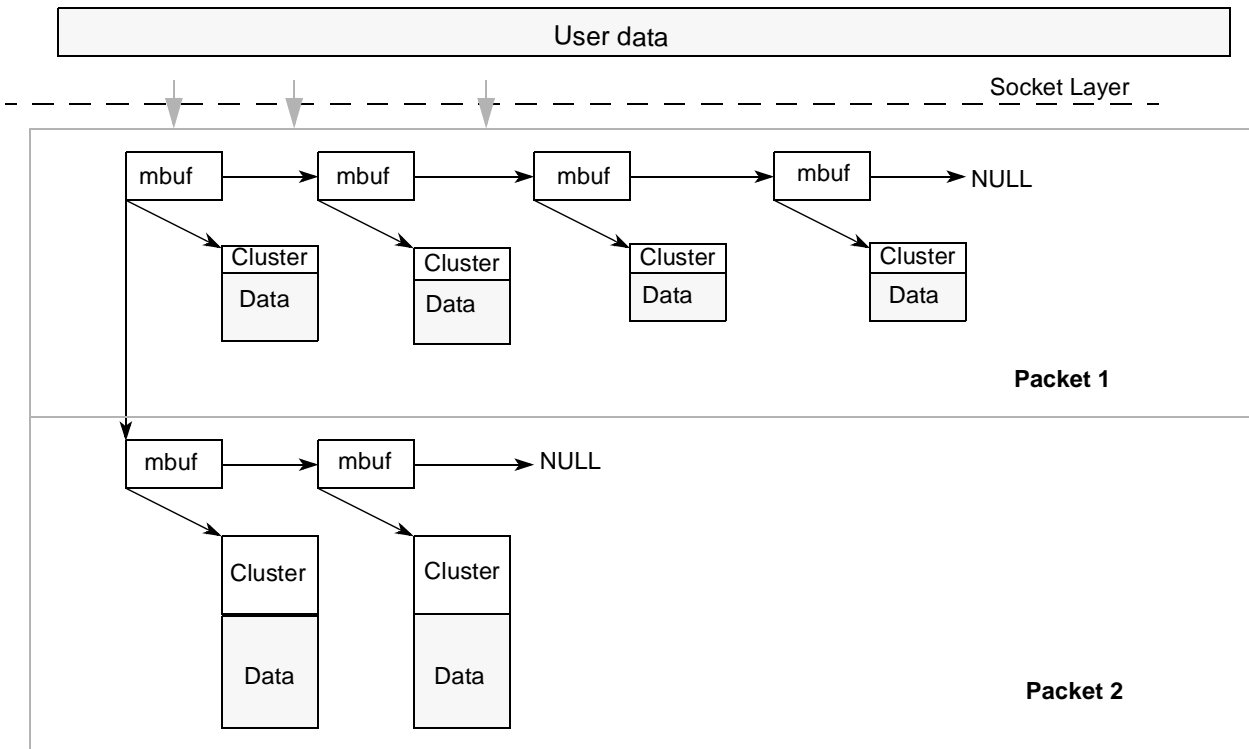 User data
Socket Layer
mbuf mbuf mbuf mbuf NULL
Cluster Cluster Cluster Cluster
Data Data Data Data
Packet 1
mbuf mbuf NULL
Cluster Cluster
Data Data
Packet 2